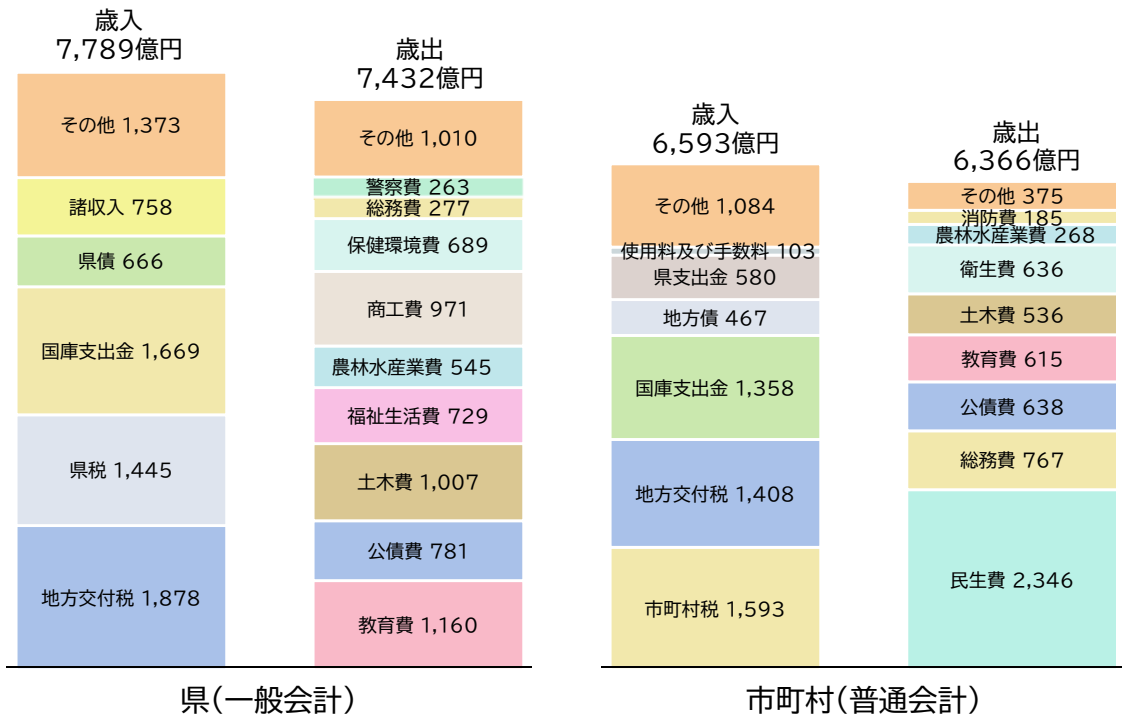 歳入
7,789億円
その他 1,373
諸収入 758
県債 666
国庫支出金 1,669
県税 1,445
地方交付税 1,878
歳出
7,432億円
その他 1,010
警察費 263
総務費 277
保健環境費 689
商工費 971
農林水産業費 545
福祉生活費 729
土木費 1,007
公債費 781
教育費 1,160
県(一般会計)
歳入
6,593億円
その他 1,084
使用料及び手数料 103
県支出金 580
地方債 467
国庫支出金 1,358
地方交付税 1,408
市町村税 1,593
歳出
6,366億円
その他 375
消防費 185
農林水産業費 268
衛生費 636
土木費 536
教育費 615
公債費 638
総務費 767
民生費 2,346
市町村(普通会計)